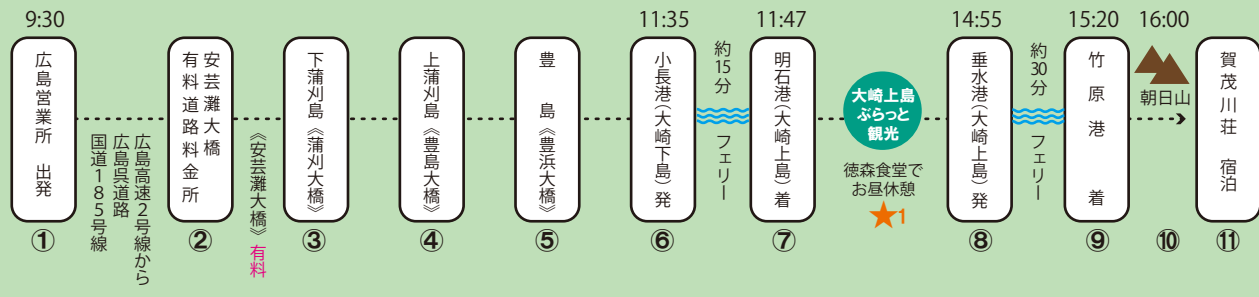 9:30
広島営業所 出発
①
広島高速2号線から
広島呉道路
国道185号線
安芸灘大橋
有料道路料金所
②
《安芸灘大橋》有料
下蒲刈島《蒲刈大橋》
③
上蒲刈島《豊島大橋》
④
豊島《豊浜大橋》
⑤
11:35
小長港(大崎下島)発
⑥
約15分
フェリー
11:47
明石港(大崎上島)着
⑦
大崎上島
ぶらっと
観光
徳森食堂で
お昼休憩
★1
14:55
垂水港(大崎上島)発
⑧
約30分
フェリー
15:20
竹原港 着
⑨
16:00
朝日山
⑩
賀茂川荘 宿泊
⑪